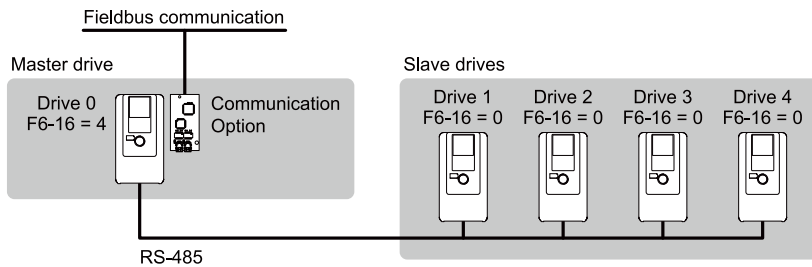 Fieldbus communication
Master drive
Drive 0
F6-16 = 4
Communication
Option
RS-485
Slave drives
Drive 1
F6-16 = 0
Drive 2
F6-16 = 0
Drive 3
F6-16 = 0
Drive 4
F6-16 = 0